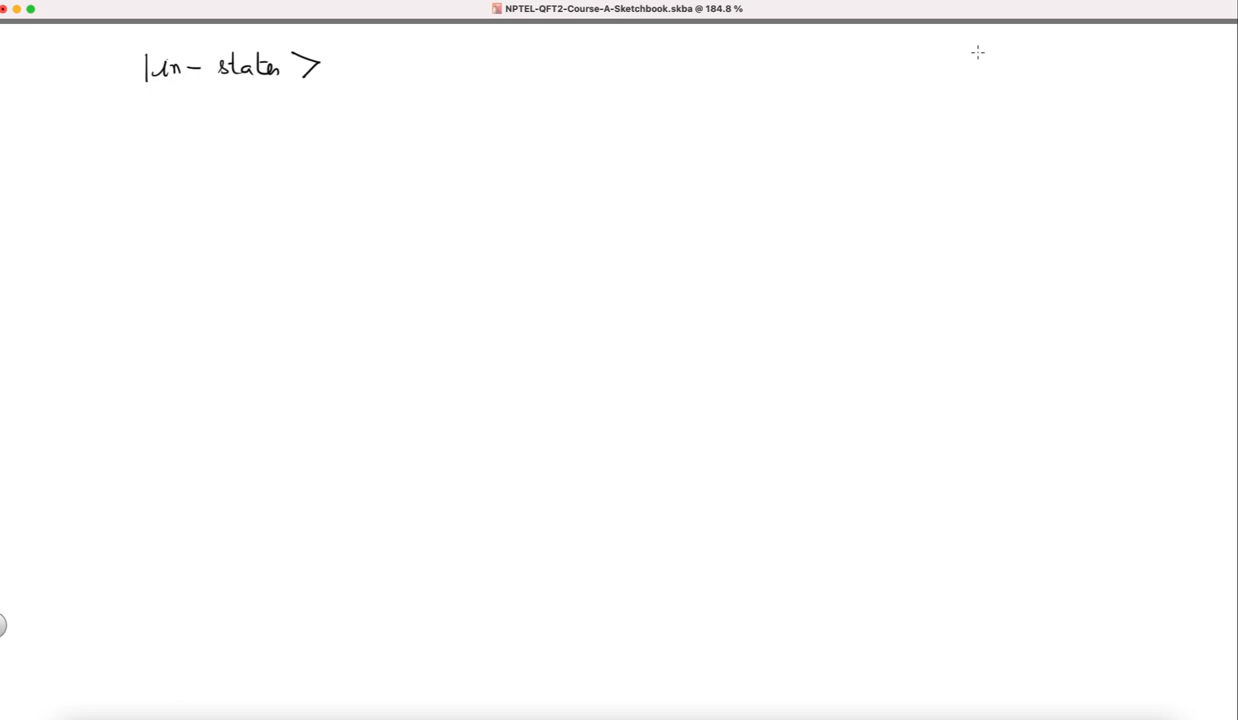 NPTEL-QFT2-Course-A-Sketchbook.skba @ 184.8 %
|in- states >